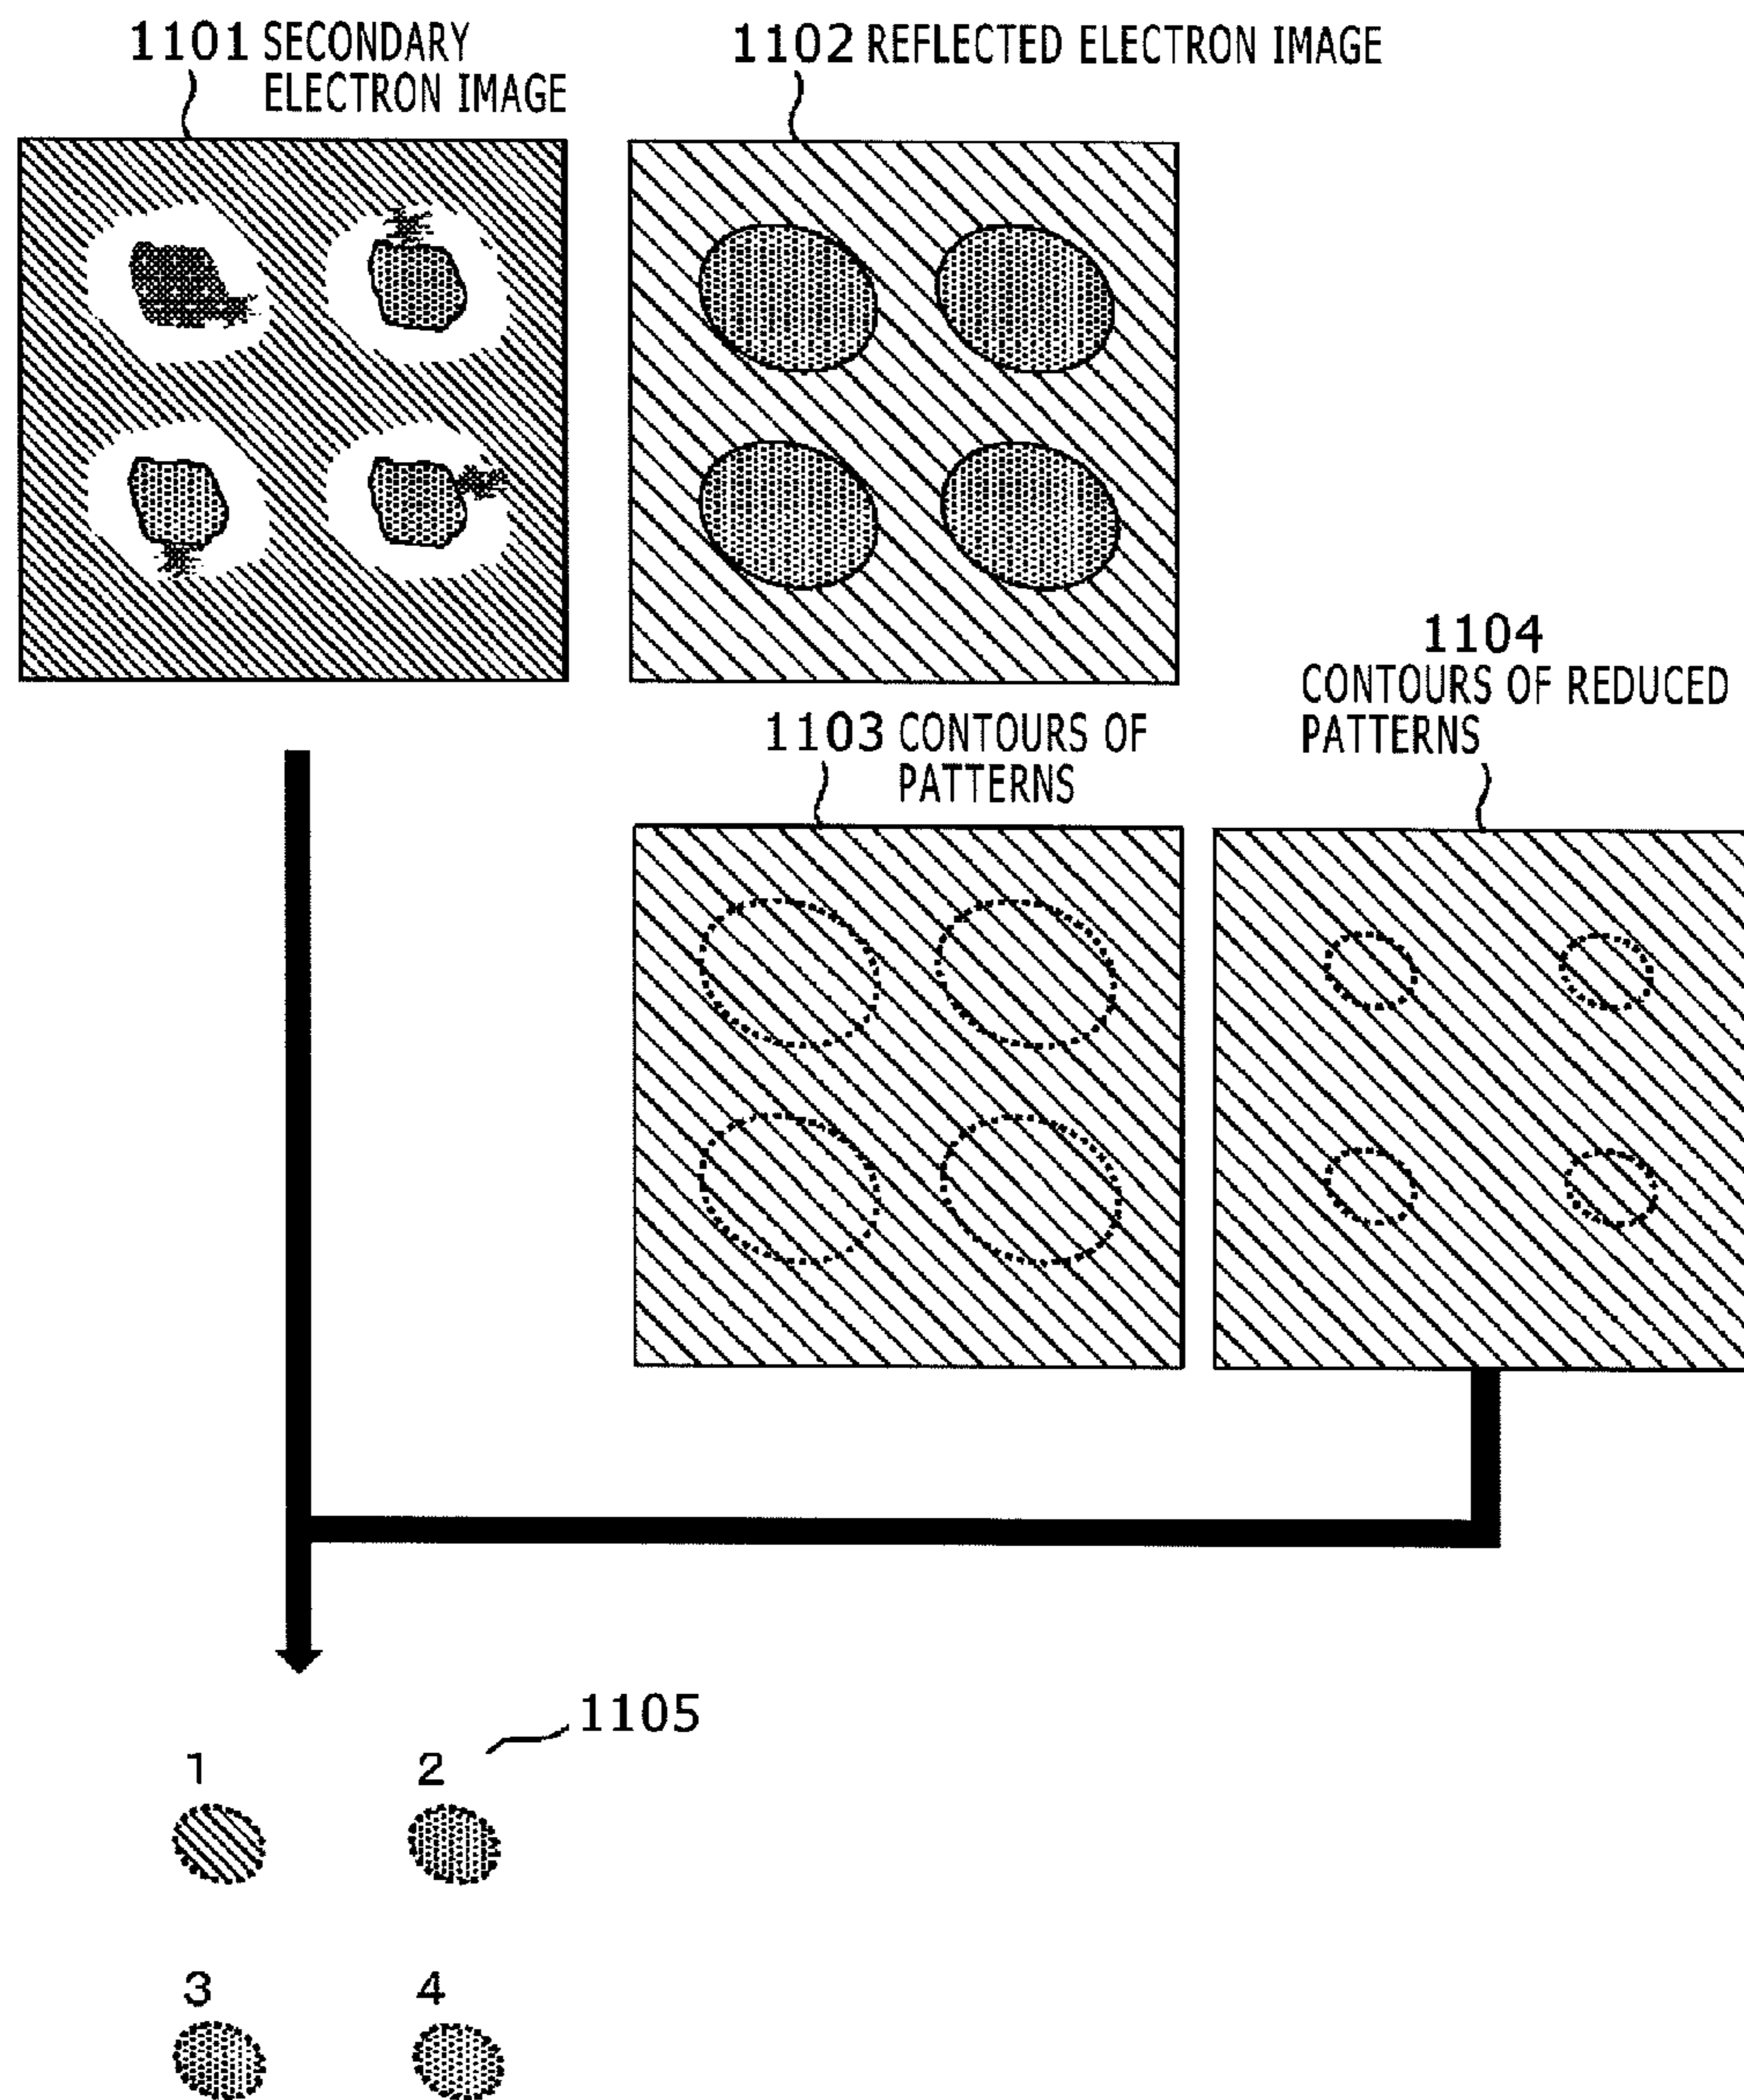 1101 SECONDARY
ELECTRON IMAGE
1102 REFLECTED ELECTRON IMAGE
1104
CONTOURS OF REDUCED
PATTERNS
1103 CONTOURS OF
PATTERNS
1105
1 2
3 4